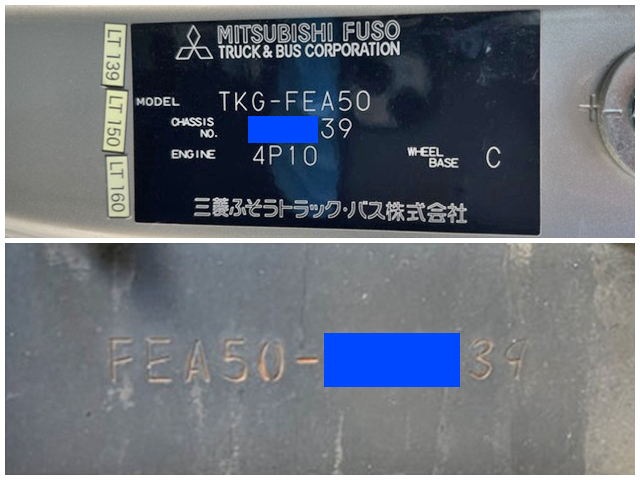 MITSUBISHI FUSO
TRUCK & BUS CORPORATION
LT 139
LT 150
LT 160
MODEL TKG-FEA50
CHASSIS NO. 39
ENGINE 4P10 WHEEL BASE C
三菱ふそうトラック・バス株式会社
FEA50- 39